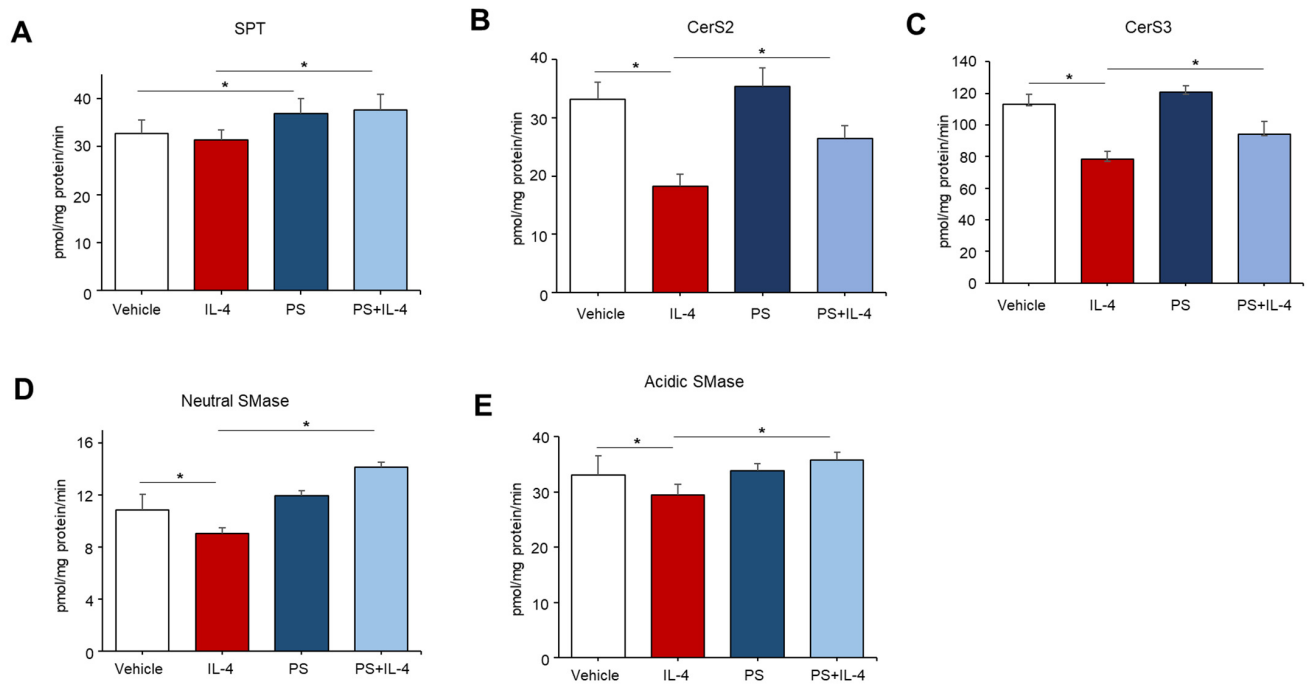 A
SPT
pmol/mg protein/min
40
30
20
10
0
*
*
Vehicle
IL-4
PS
PS+IL-4
B
CerS2
pmol/mg protein/min
40
30
20
10
0
*
*
Vehicle
IL-4
PS
PS+IL-4
C
CerS3
pmol/mg protein/min
140
120
100
80
60
40
20
0
*
*
Vehicle
IL-4
PS
PS+IL-4
D
Neutral SMase
pmol/mg protein/min
16
12
8
4
0
*
*
Vehicle
IL-4
PS
PS+IL-4
E
Acidic SMase
pmol/mg protein/min
40
30
20
10
0
*
*
Vehicle
IL-4
PS
PS+IL-4